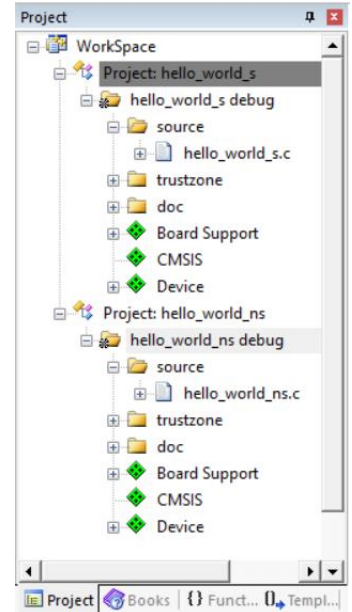 Project
WorkSpace
Project: hello_world_s
hello_world_s debug
source
hello_world_s.c
trustzone
doc
Board Support
CMSIS
Device
Project: hello_world_ns
hello_world_ns debug
source
hello_world_ns.c
trustzone
doc
Board Support
CMSIS
Device
Project Books {} Funct... 0 Templ...